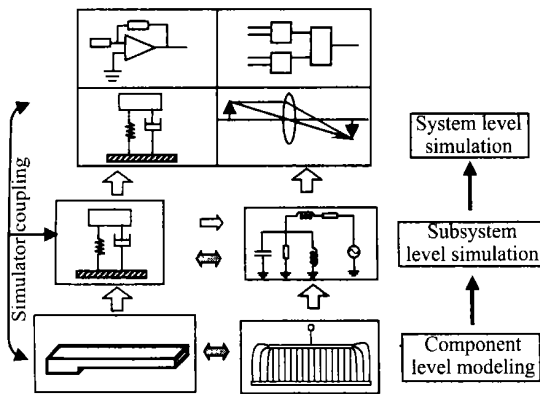 Simulator coupling
System level
simulation
Subsystem
level simulation
Component
level modeling